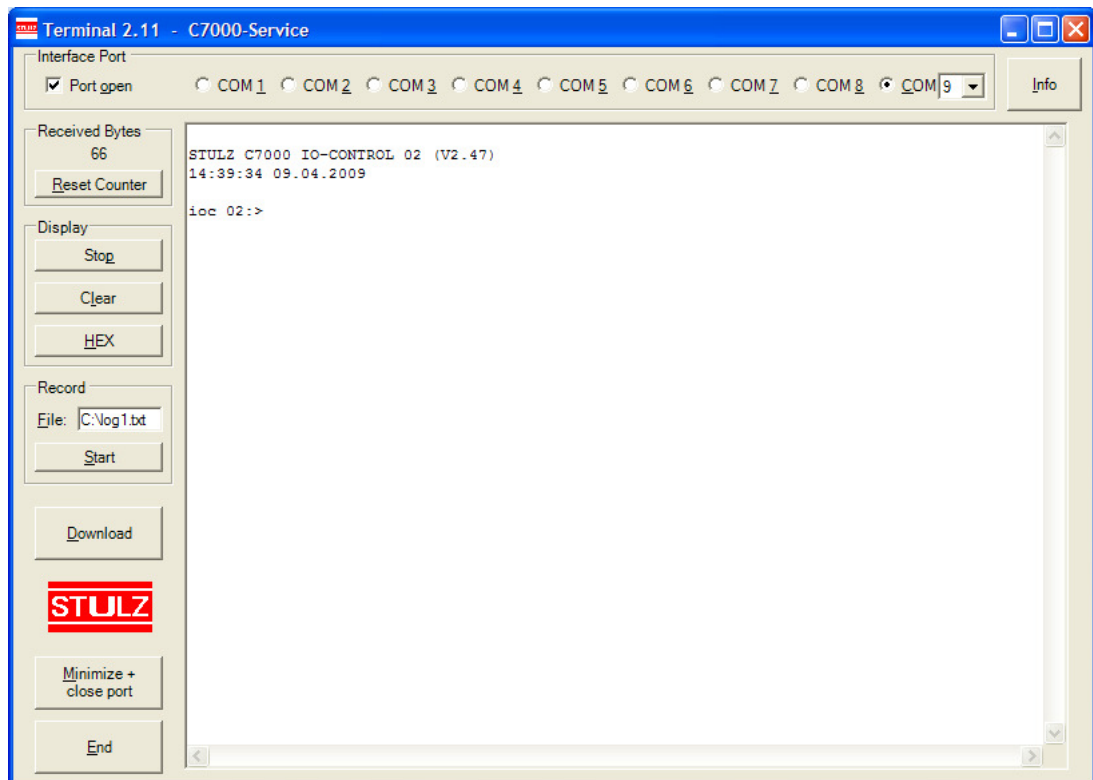 Terminal 2.11 - C7000-Service
Interface Port
Port open COM 1 COM 2 COM 3 COM 4 COM 5 COM 6 COM 7 COM 8 COM 9 Info
Received Bytes
66
Reset Counter
Display
Stop
Clear
HEX
Record
File: C:\log1.txt
Start
Download
STULZ
Minimize +
close port
End
STULZ C7000 IO-CONTROL 02 (V2.47)
14:39:34 09.04.2009
ioc 02:>